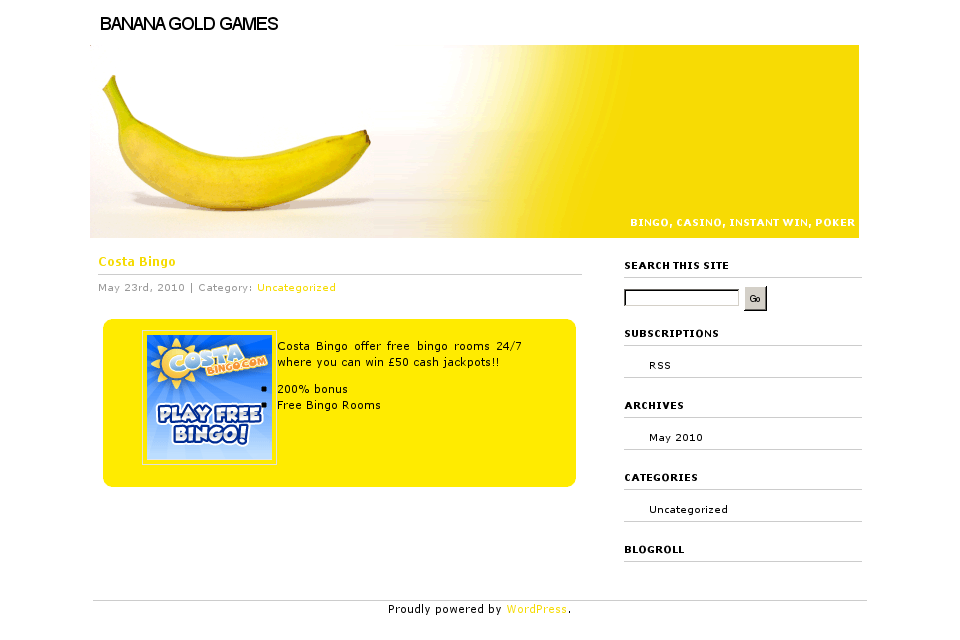 BANANA GOLD GAMES
BINGO, CASINO, INSTANT WIN, POKER
Costa Bingo
May 23rd, 2010 | Category: Uncategorized
COSTA
BINGO.COM
PLAY FREE
BINGO!
Costa Bingo offer free bingo rooms 24/7
where you can win £50 cash jackpots!!
200% bonus
Free Bingo Rooms
SEARCH THIS SITE
Go
SUBSCRIPTIONS
RSS
ARCHIVES
May 2010
CATEGORIES
Uncategorized
BLOGROLL
Proudly powered by WordPress.